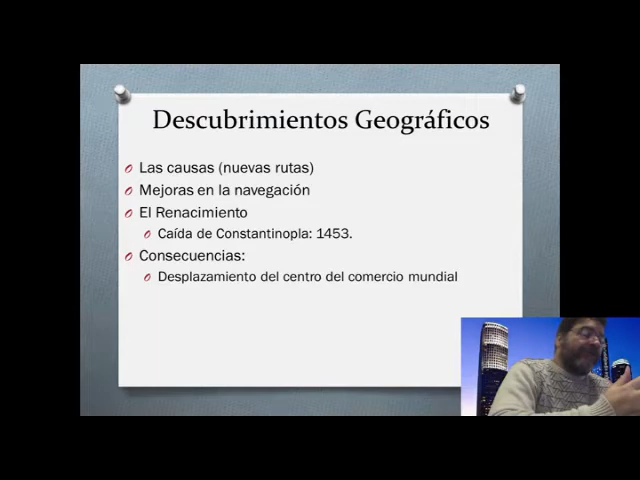 Descubrimientos Geográficos
Las causas (nuevas rutas)
Mejoras en la navegación
El Renacimiento
Caída de Constantinopla: 1453.
Consecuencias:
Desplazamiento del centro del comercio mundial